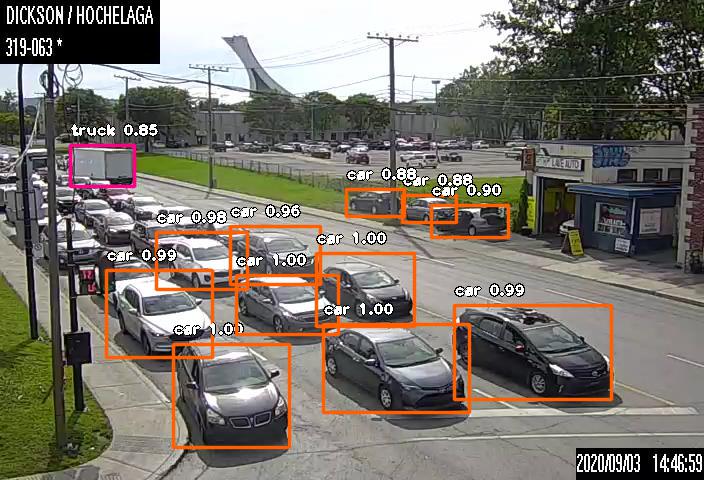 DICKSON / HOCHELAGA
319-063 *
truck 0.85
car 0.88
car 0.88
car 0.90
car 0.98
car 0.96
car 1.00
car 0.99
car 1.00
car 0.99
car 1.00
car 1.00
LANE AUTO
2020/09/03 14:46:59